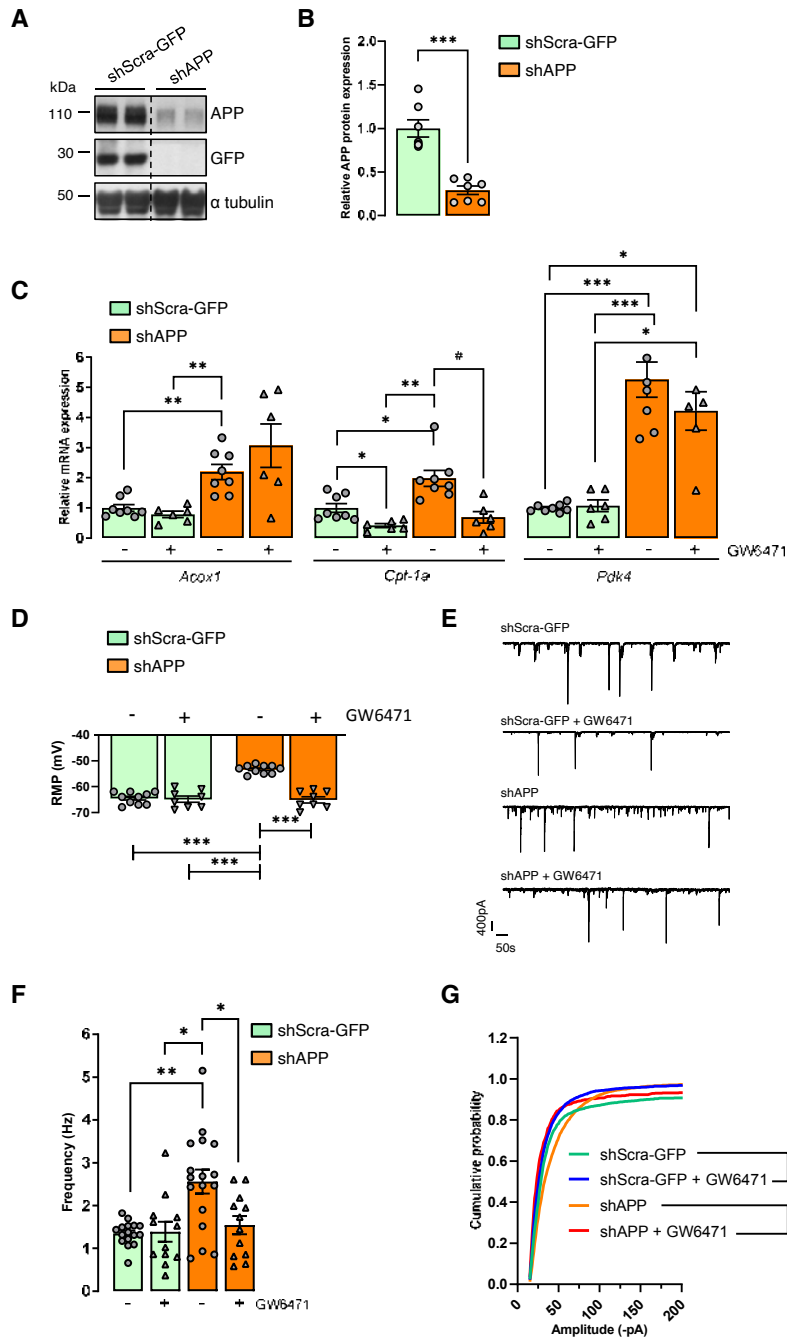 A
shScra-GFP
shAPP
kDa
110
APP
30
GFP
50
α tubulin
B
Relative APP protein expression
2.0
1.5
1.0
0.5
0.0
***
shScra-GFP
shAPP
C
shScra-GFP
shAPP
Relative mRNA expression
6
5
4
3
2
1
0
** ** * * ** # * *** *** *
- + - + - + - + - + - + GW6471
Acox1 Cpt-1a Pdk4
D
shScra-GFP
shAPP
- + - + GW6471
RMP (mV)
-40
-50
-60
-70
***
***
***
E
shScra-GFP
shScra-GFP + GW6471
shAPP
shAPP + GW6471
400pA
50s
F
Frequency (Hz)
6
5
4
3
2
1
0
*
*
**
shScra-GFP
shAPP
- + - + GW6471
G
Cumulative probability
1.2
1.0
0.8
0.6
0.4
0.2
0.0
shScra-GFP
shScra-GFP + GW6471
shAPP
shAPP + GW6471
0 50 100 150 200
Amplitude (-pA)